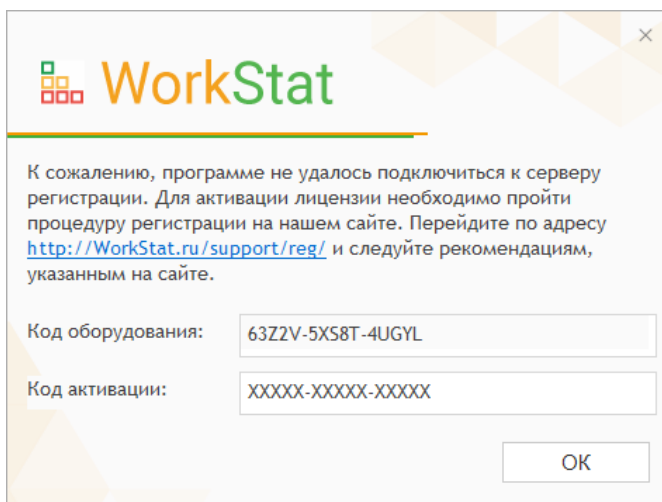 WorkStat
К сожалению, программе не удалось подключиться к серверу
регистрации. Для активации лицензии необходимо пройти
процедуру регистрации на нашем сайте. Перейдите по адресу
http://WorkStat.ru/support/reg/ и следуйте рекомендациям,
указанным на сайте.
Код оборудования: 63Z2V-5XS8T-4UGYL
Код активации: XXXXX-XXXXX-XXXXX
OK